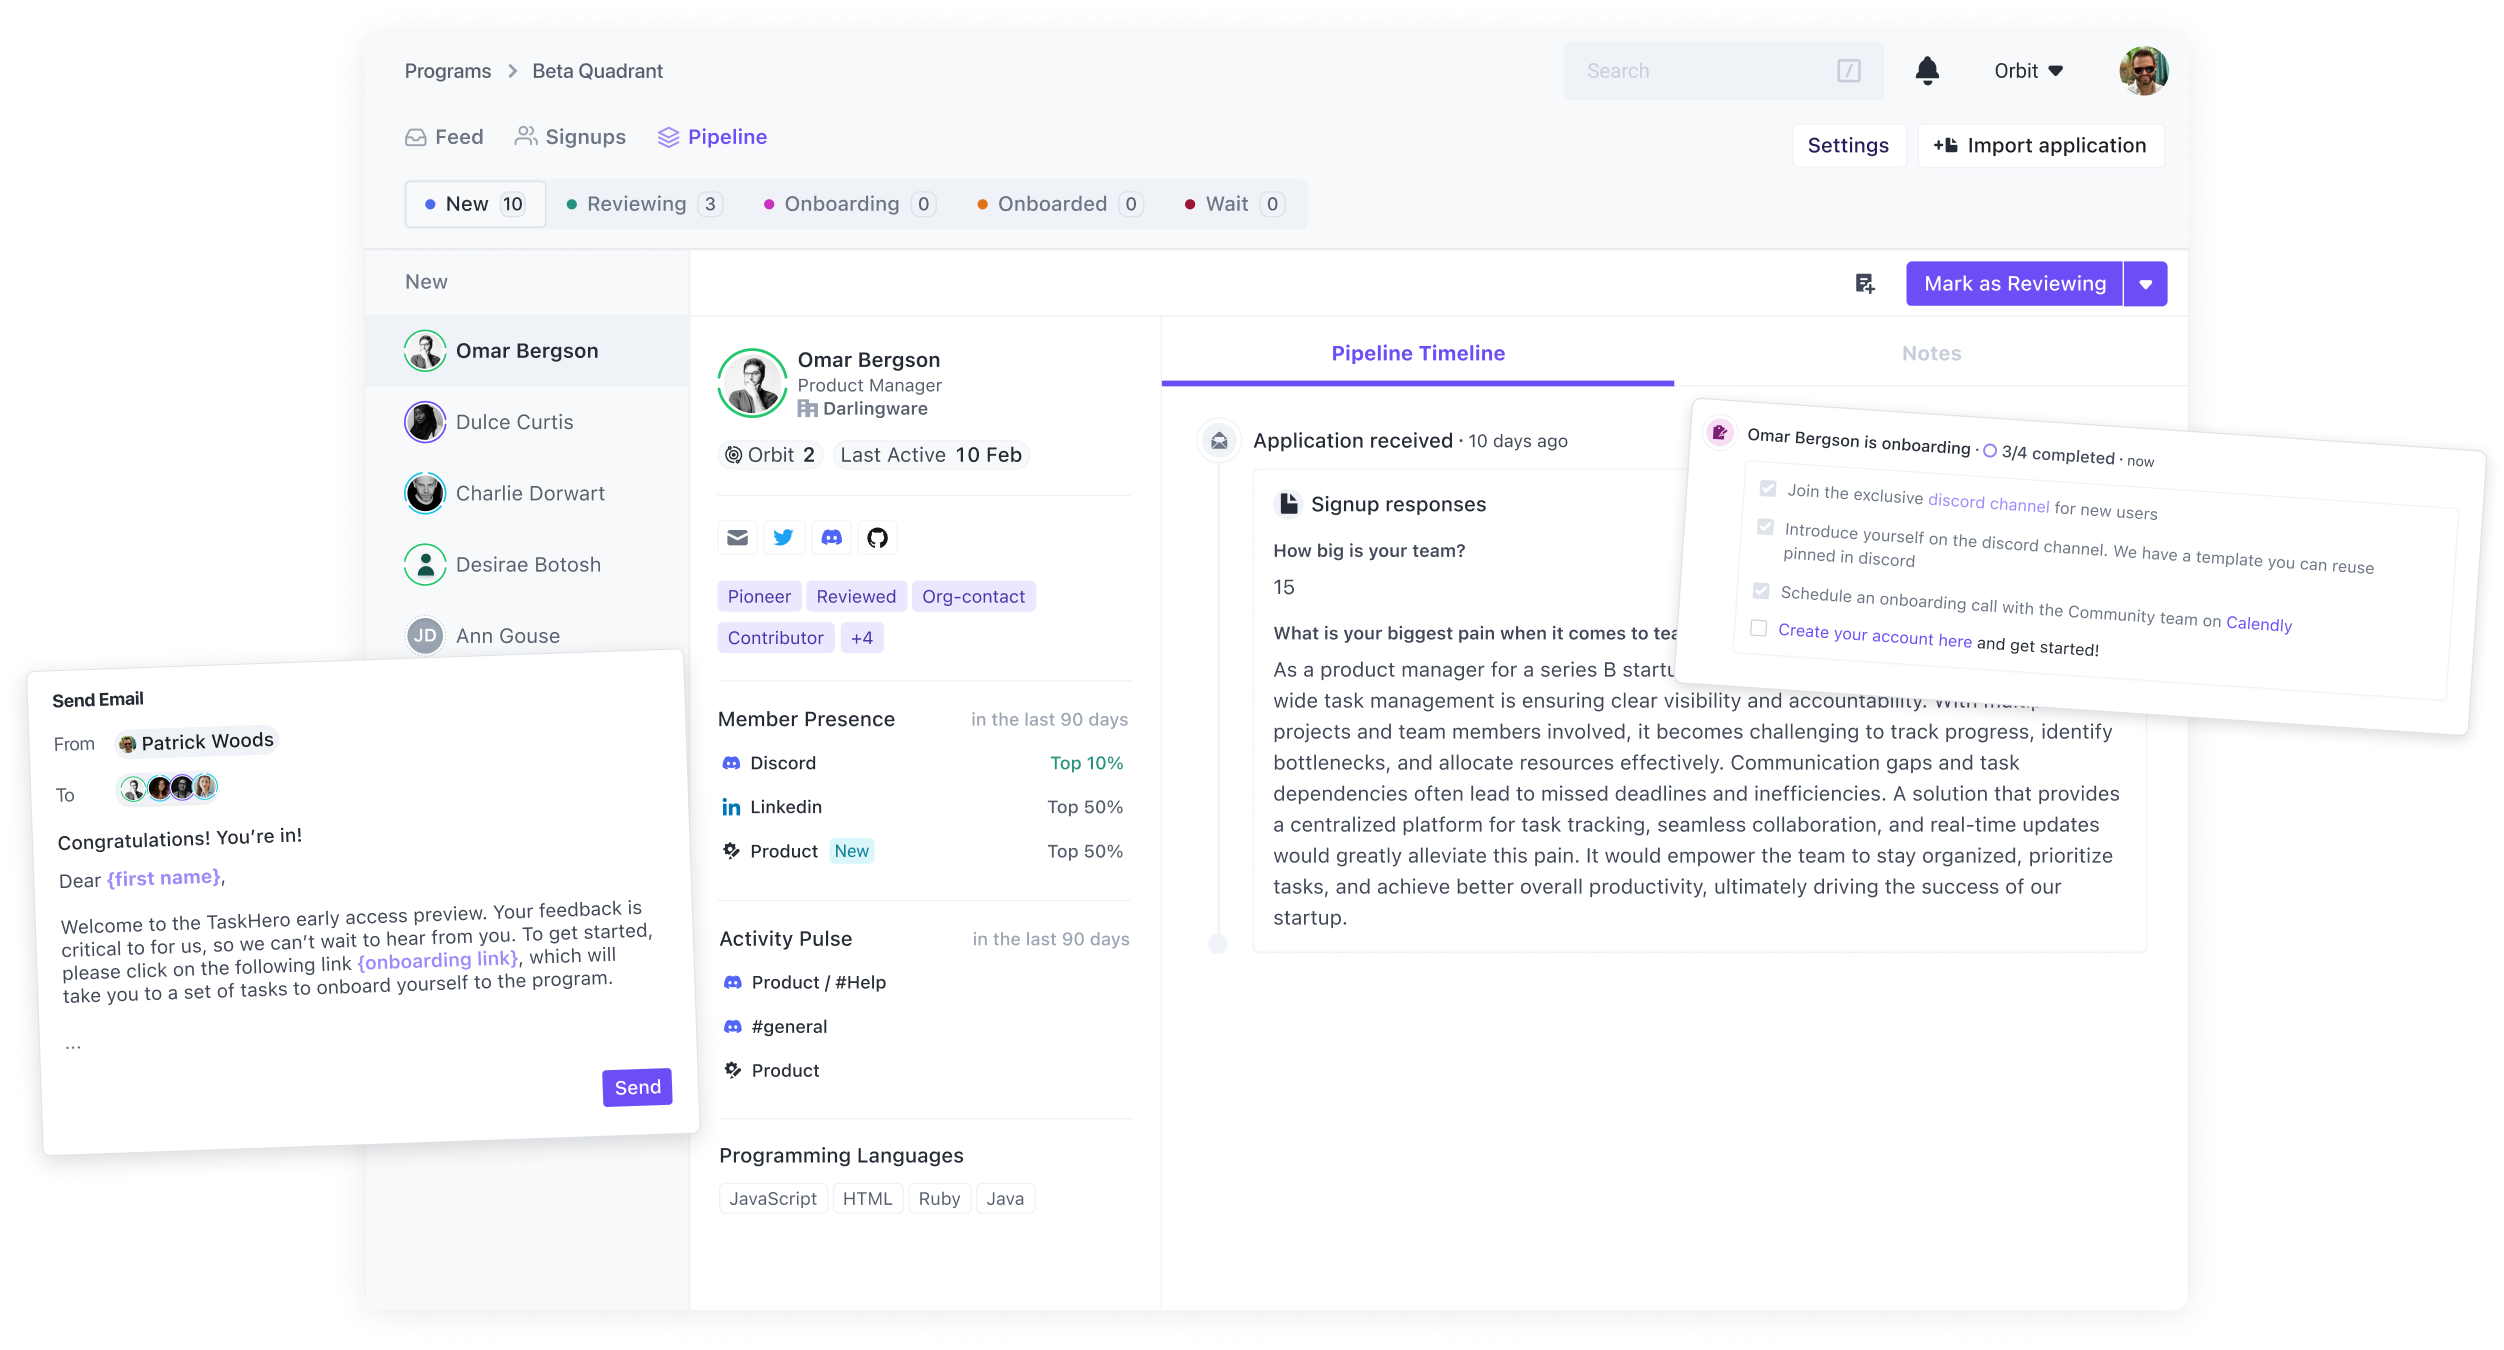 Programs > Beta Quadrant
Search /
Orbit
Feed
Signups
Pipeline
Settings
Import application
New 10
Reviewing 3
Onboarding 0
Onboarded 0
Wait 0
New
Mark as Reviewing
Omar Bergson
Dulce Curtis
Charlie Dorwart
Desirae Botosh
JD Ann Gouse
Omar Bergson
Product Manager
Darlingware
Orbit 2
Last Active 10 Feb
Pioneer
Reviewed
Org-contact
Contributor
+4
Member Presence in the last 90 days
Discord Top 10%
Linkedin Top 50%
Product New Top 50%
Activity Pulse in the last 90 days
Product / #Help
#general
Product
Programming Languages
JavaScript
HTML
Ruby
Java
Pipeline Timeline
Notes
Application received · 10 days ago
Signup responses
How big is your team?
15
What is your biggest pain when it comes to
As a product manager for a series B
wide task management is ensuring clear visibility and accountability. With
projects and team members involved, it becomes challenging to track progress, identify
bottlenecks, and allocate resources effectively. Communication gaps and task
dependencies often lead to missed deadlines and inefficiencies. A solution that provides
a centralized platform for task tracking, seamless collaboration, and real-time updates
would greatly alleviate this pain. It would empower the team to stay organized, prioritize
tasks, and achieve better overall productivity, ultimately driving the success of our
startup.
Omar Bergson is onboarding · 3/4 completed · now
Join the exclusive discord channel for new users
Introduce yourself on the discord channel. We have a template you can reuse
pinned in discord
Schedule an onboarding call with the Community team on Calendly
Create your account here and get started!
Send Email
From Patrick Woods
To
Congratulations! You're in!
Dear {first name},
Welcome to the TaskHero early access preview. Your feedback is
critical to for us, so we can't wait to hear from you. To get started,
please click on the following link {onboarding link}, which will
take you to a set of tasks to onboard yourself to the program.
...
Send